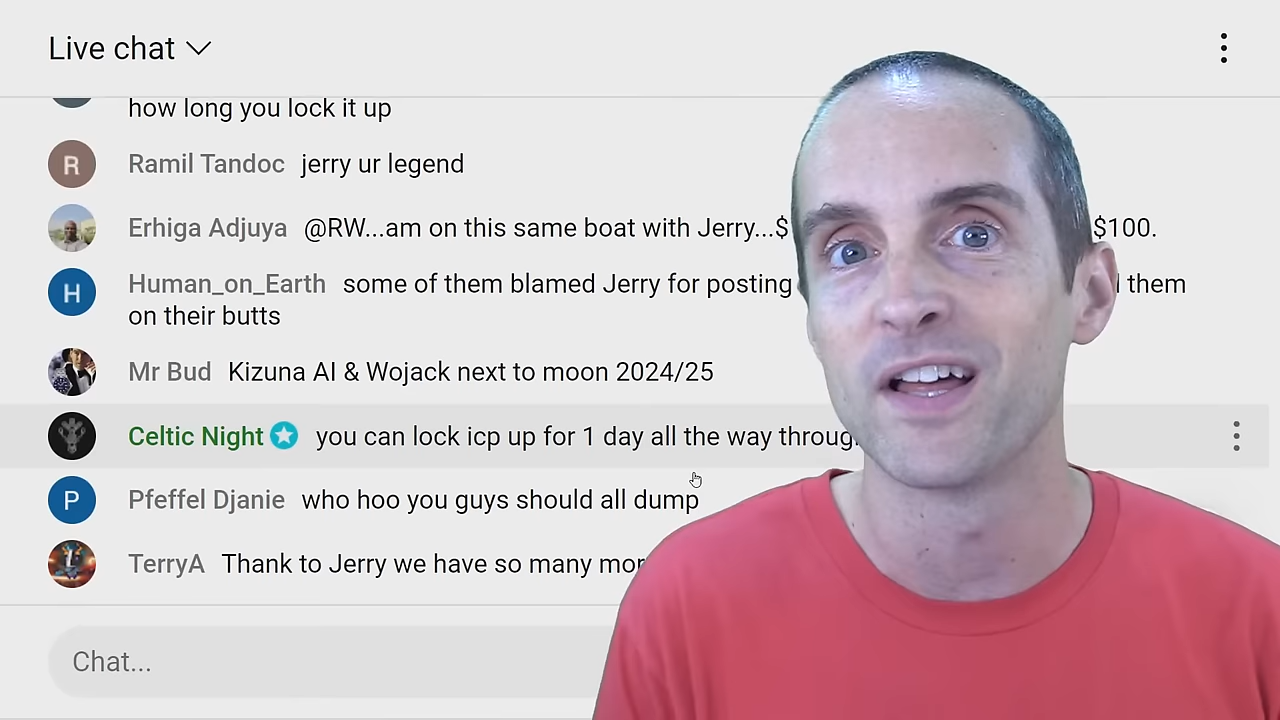 Live chat
how long you lock it up
R Ramil Tandoc jerry ur legend
Erhiga Adjuya @RW...am on this same boat with Jerry...$ $100.
H Human_on_Earth some of them blamed Jerry for posting them
on their butts
Mr Bud Kizuna AI & Wojack next to moon 2024/25
Celtic Night you can lock icp up for 1 day all the way
P Pfeffel Djanie who hoo you guys should all dump
TerryA Thank to Jerry we have so many
Chat...